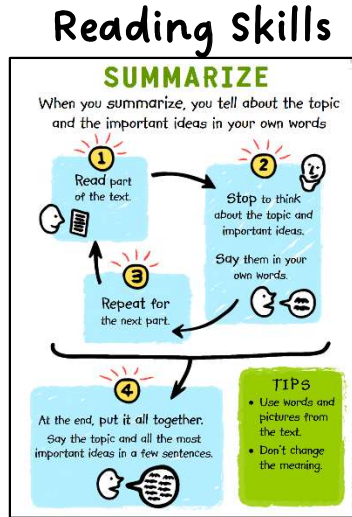 Reading Skills
SUMMARIZE
When you summarize, you tell about the topic
and the important ideas in your own words
1
Read part
of the text.
2
Stop to think
about the topic and
important ideas.
Say them in your
own words.
3
Repeat for
the next part.
4
At the end, put it all together.
Say the topic and all the most
important ideas in a few sentences.
TIPS
• Use words and
pictures from
the text.
• Don't change
the meaning.